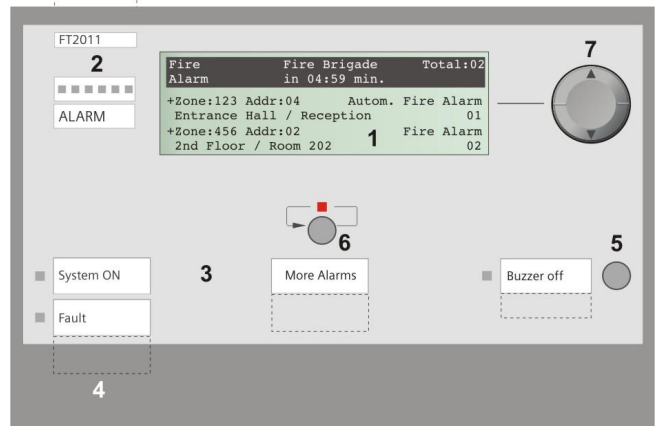 FT2011
2
ALARM
Fire Fire Brigade Total:02
Alarm in 04:59 min.
+Zone:123 Addr:04 Autom. Fire Alarm
Entrance Hall / Reception 01
+Zone:456 Addr:02 Fire Alarm
2nd Floor / Room 202 02
1
7
6
5
System ON
3
More Alarms
Buzzer off
Fault
4